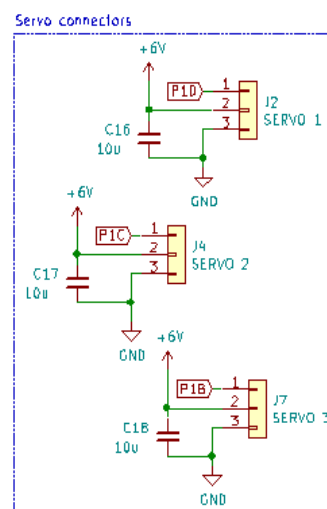 Servo connectors
+6V
P1D
1
2
3
J2
SERVO 1
C16
10u
GND
+6V
P1C
1
2
3
J4
SERVO 2
C17
10u
GND
+6V
P1B
1
2
3
J7
SERVO 3
C18
10u
GND